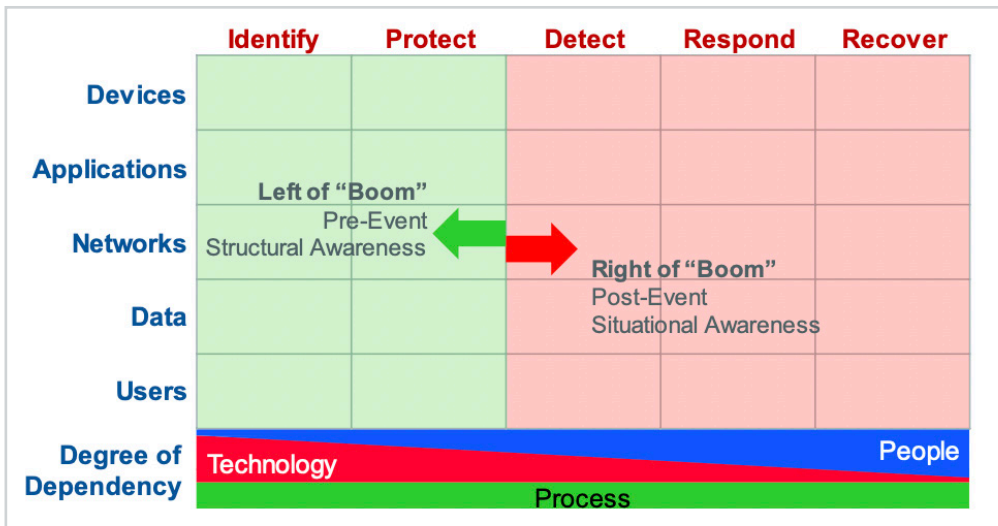 Identify Protect Detect Respond Recover
Devices
Applications
Left of “Boom”
Pre-Event
Networks
Structural Awareness
Right of “Boom”
Post-Event
Situational Awareness
Data
Users
Degree of
Dependency
Technology
People
Process